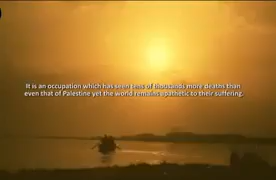 It is an occupation which has seen tens of thousands more deaths than
even that of Palestine yet the world remains apathetic to their suffering.